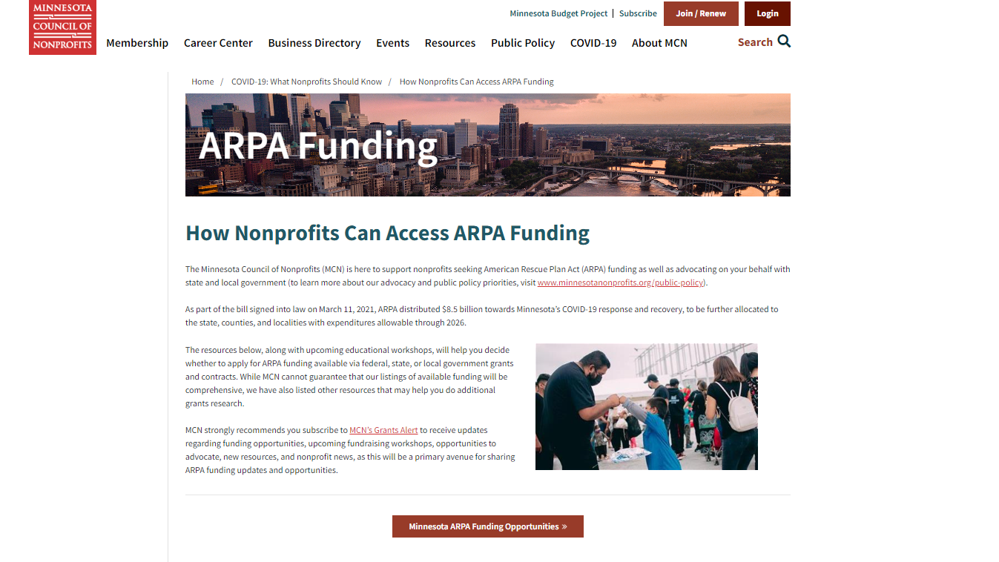 MINNESOTA
COUNCIL OF
NONPROFITS
Minnesota Budget Project | Subscribe
Join / Renew
Login
Membership
Career Center
Business Directory
Events
Resources
Public Policy
COVID-19
About MCN
Search
Home / COVID-19: What Nonprofits Should Know / How Nonprofits Can Access ARPA Funding
ARPA Funding
How Nonprofits Can Access ARPA Funding
The Minnesota Council of Nonprofits (MCN) is here to support nonprofits seeking American Rescue Plan Act (ARPA) funding as well as advocating on your behalf with
state and local government (to learn more about our advocacy and public policy priorities, visit www.minnesotanonprofits.org/public-policy).
As part of the bill signed into law on March 11, 2021, ARPA distributed $8.5 billion towards Minnesota's COVID-19 response and recovery, to be further allocated to
the state, counties, and localities with expenditures allowable through 2026.
The resources below, along with upcoming educational workshops, will help you decide
whether to apply for ARPA funding available via federal, state, or local government grants
and contracts. While MCN cannot guarantee that our listings of available funding will be
comprehensive, we have also listed other resources that may help you do additional
grants research.
MCN strongly recommends you subscribe to MCN's Grants Alert to receive updates
regarding funding opportunities, upcoming fundraising workshops, opportunities to
advocate, new resources, and nonprofit news, as this will be a primary avenue for sharing
ARPA funding updates and opportunities.
Minnesota ARPA Funding Opportunities »